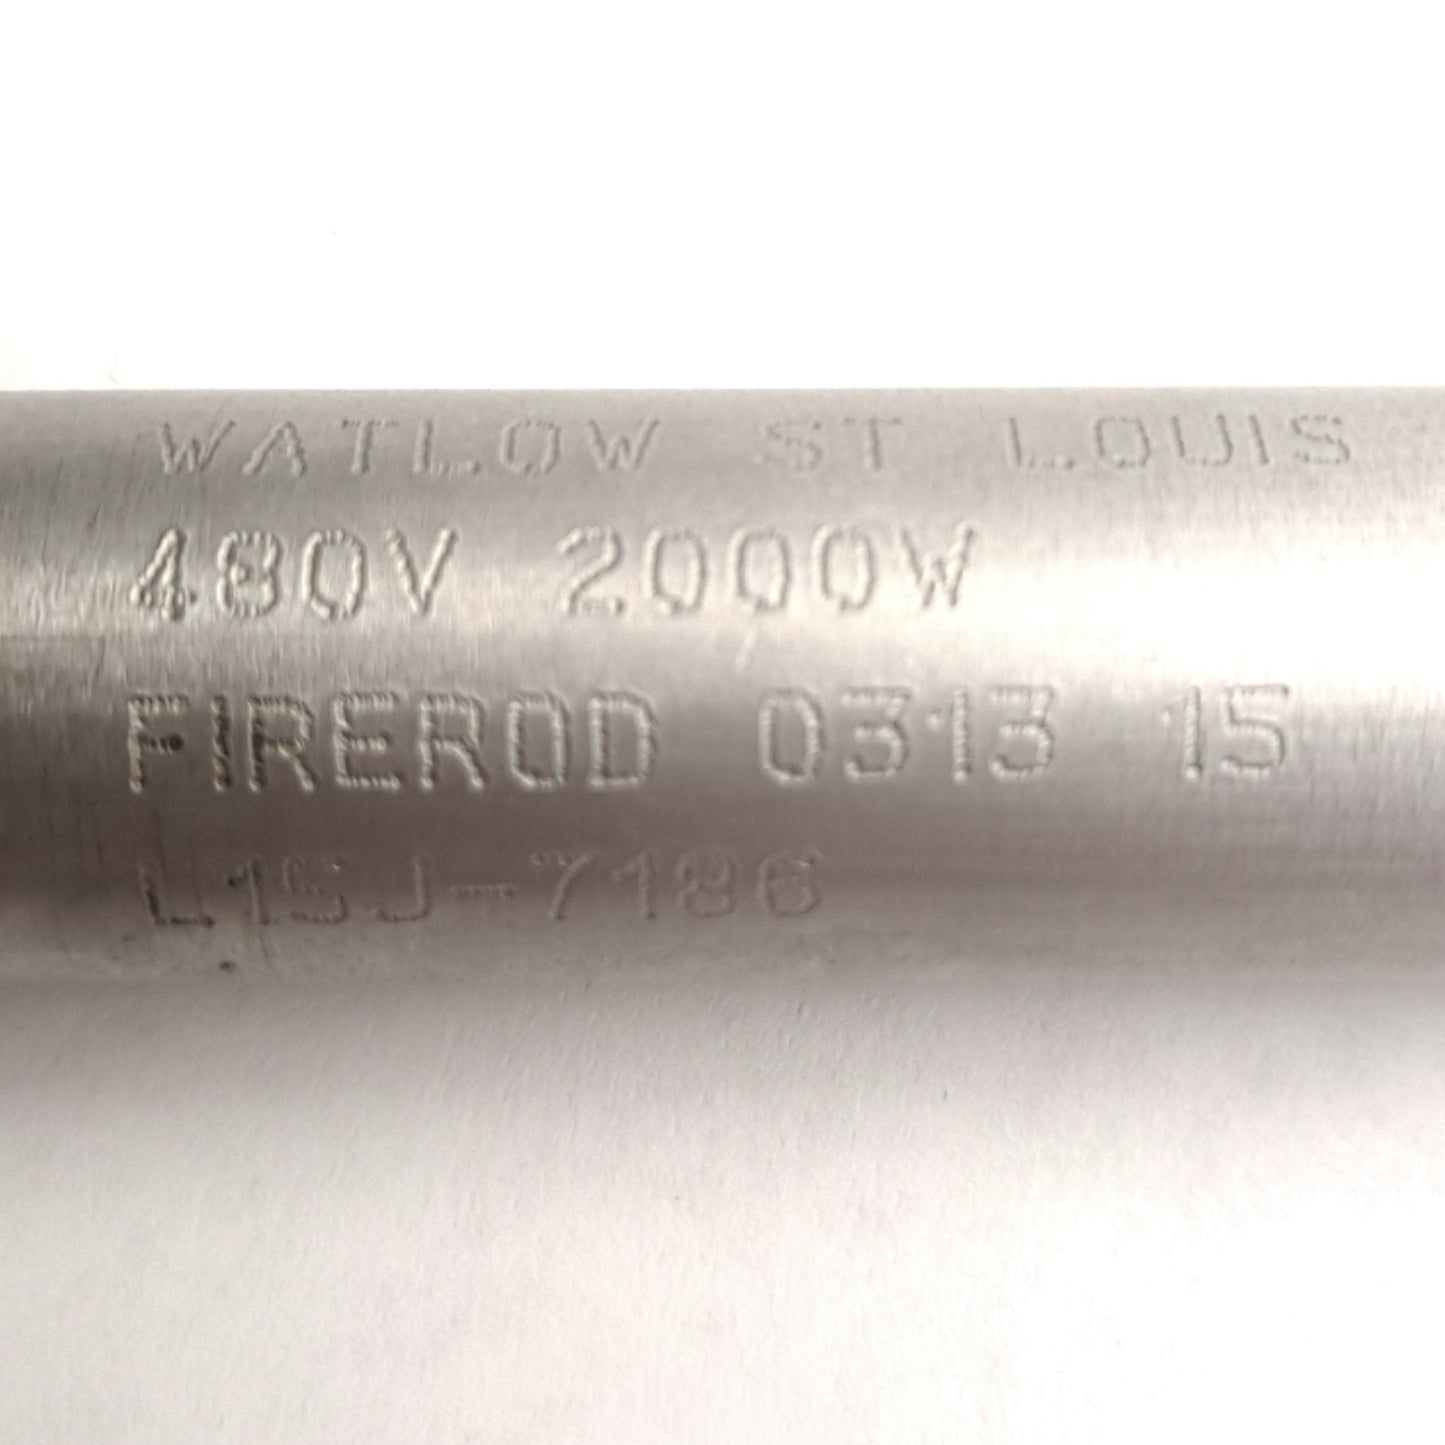 WATLOW ST LOUIS
480V 2000W
FIREROD 0313 15
L15J-7186